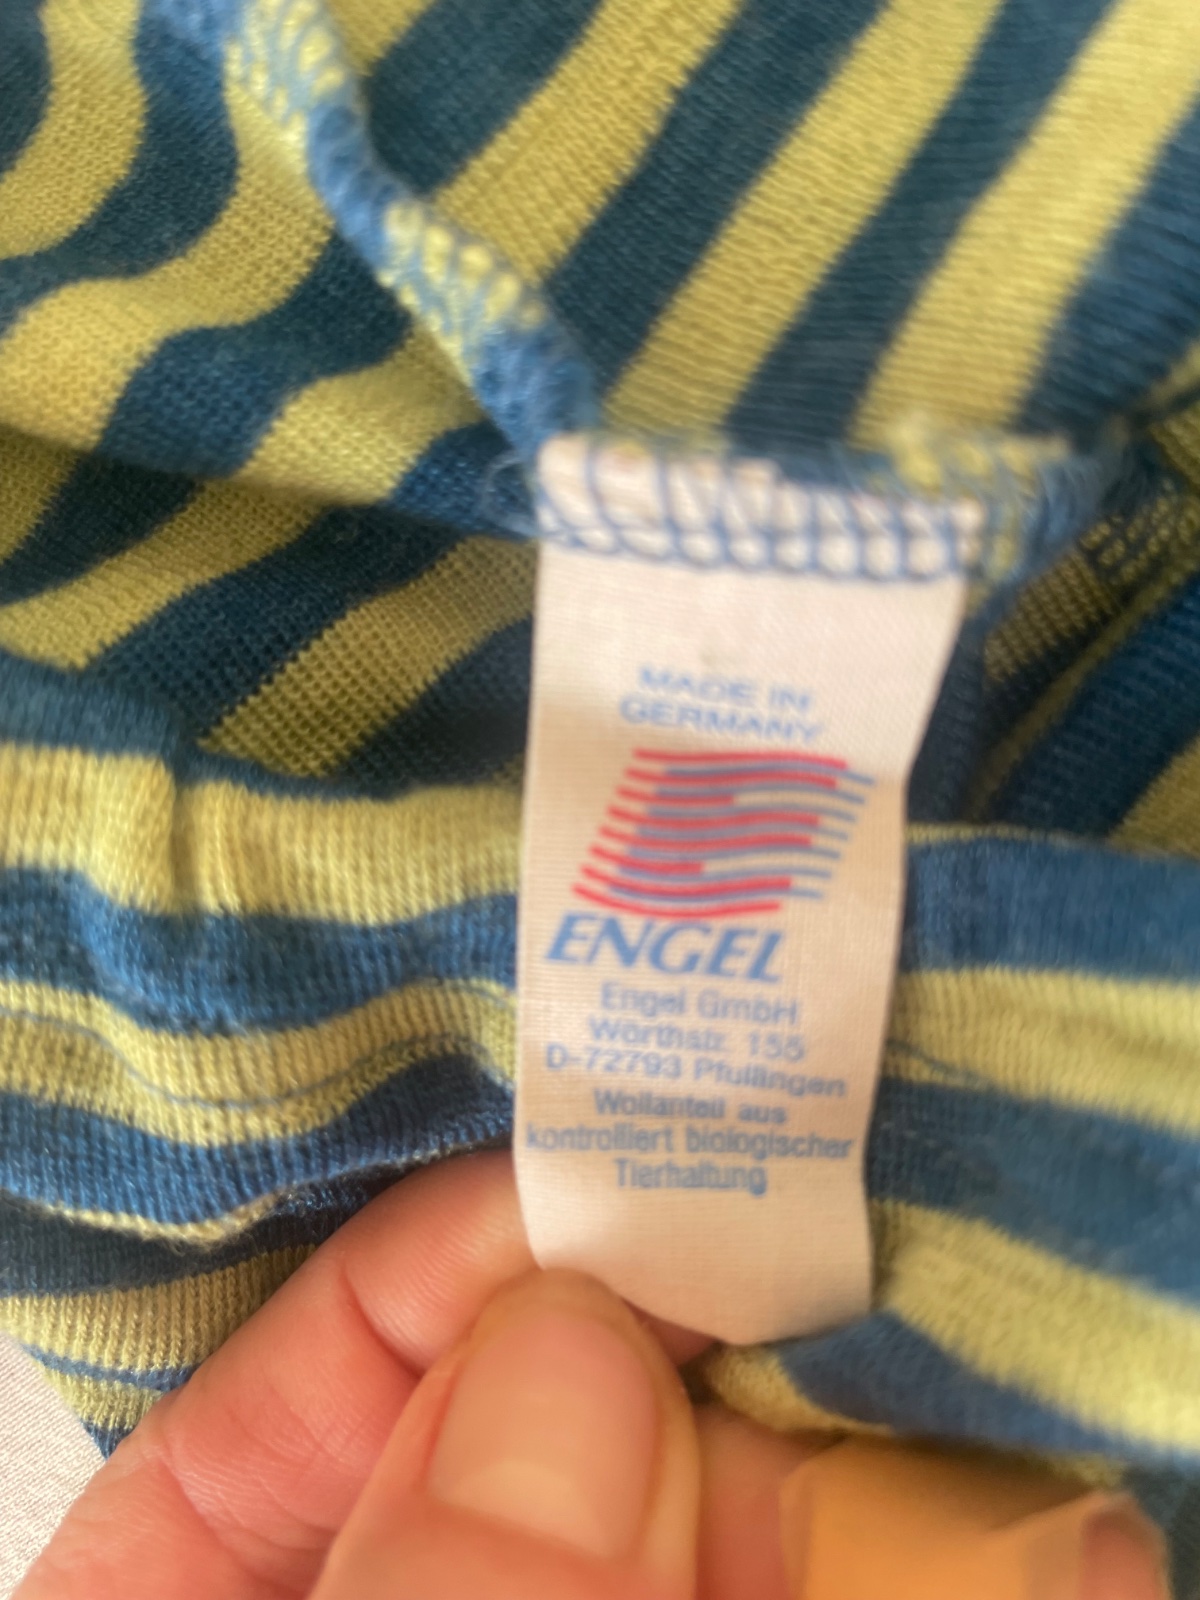 MADE IN
GERMANY
ENGEL
Engel GmbH
Wörthstr. 155
D-72793 Pfullingen
Wollanteil aus
kontrolliert biologischer
Tierhaltung